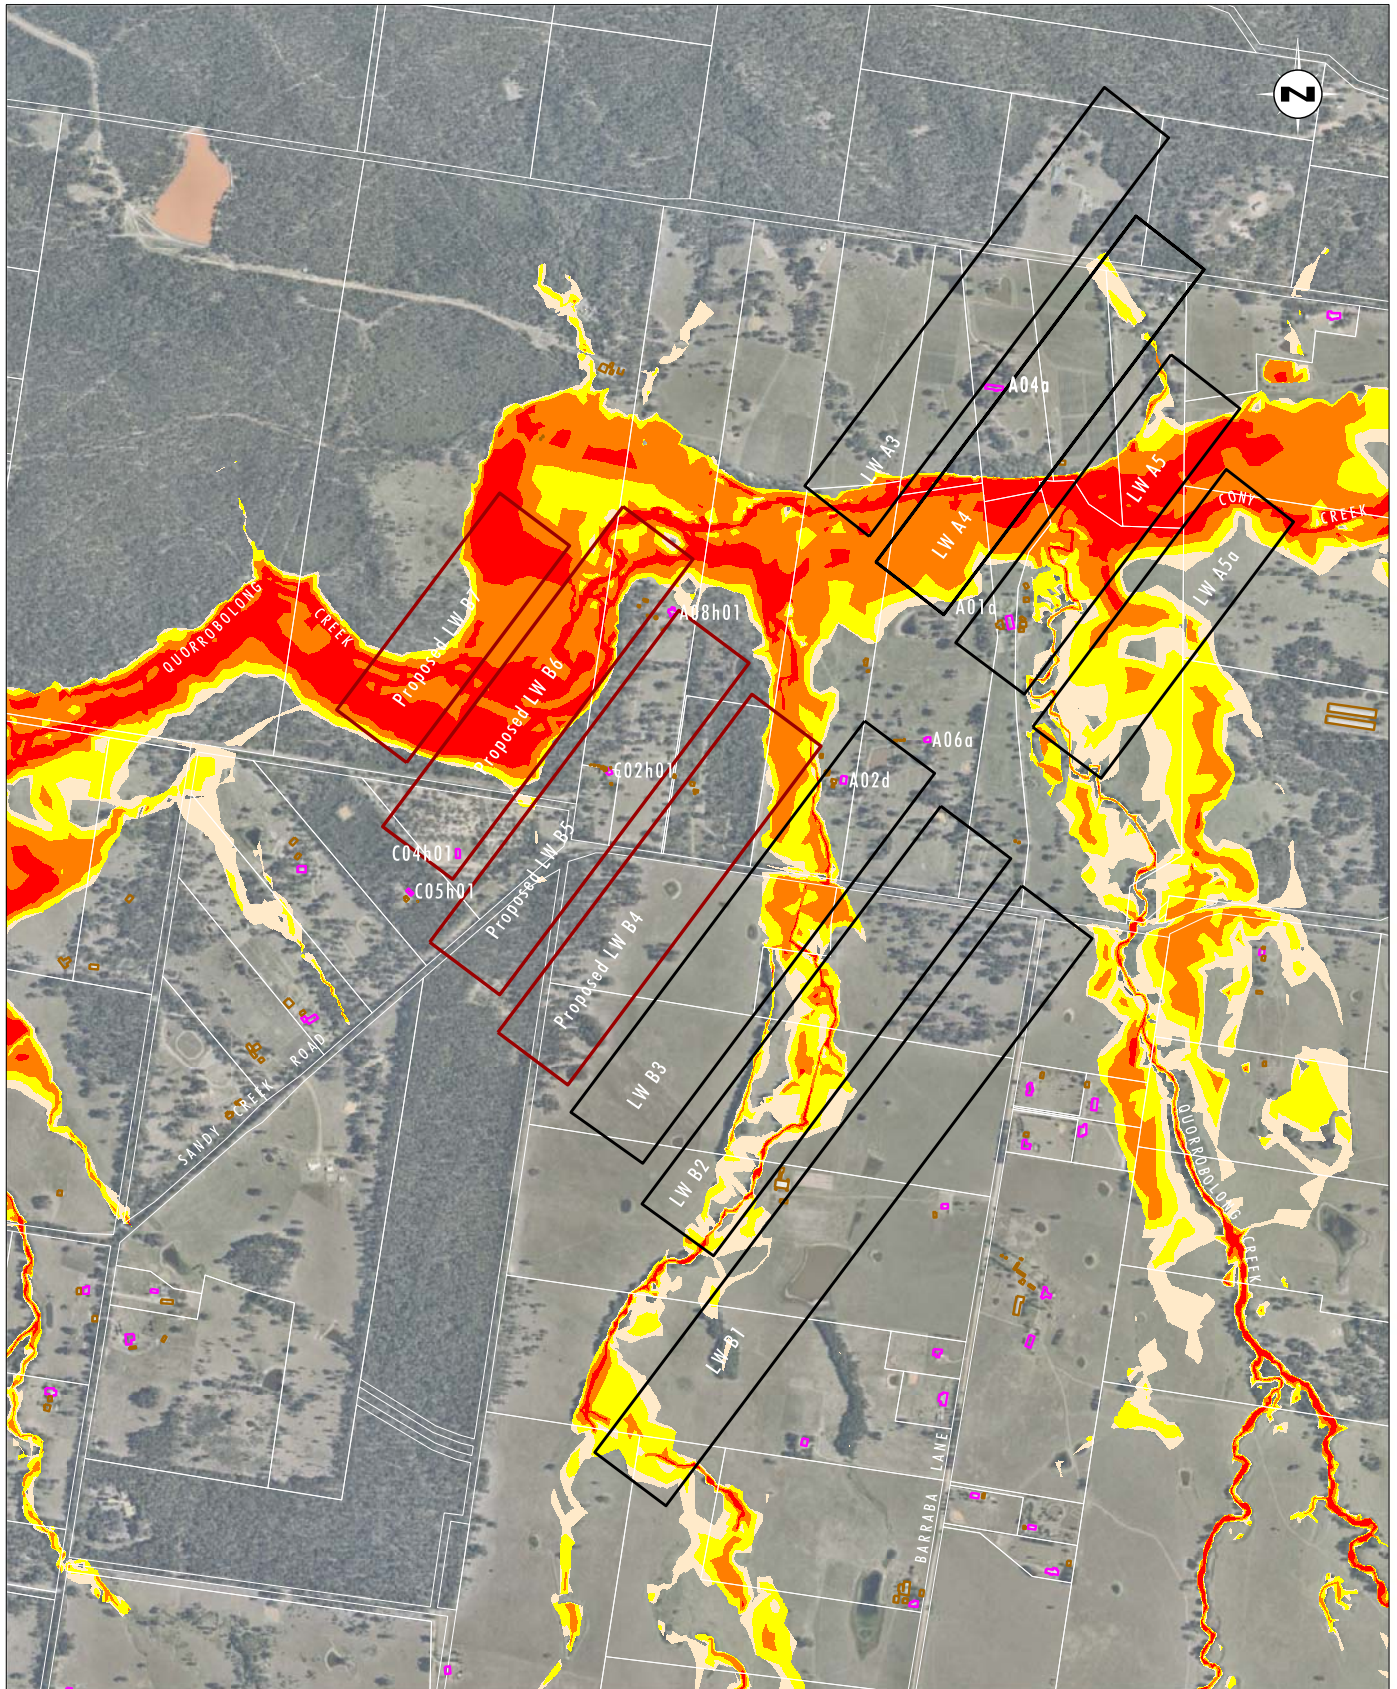 N
A04a
LW A3
LW A5
CONY
CREEK
LW A4
LW A5a
QUORROBOLONG
CREEK
A08h01
A01d
Proposed LW B7
Proposed LW B6
A06a
C02h01
A02d
C04h01
C05h01
Proposed LW B5
Proposed LW B4
SANDY CREEK ROAD
LW B3
LW B2
QUORROBOLONG
CREEK
LW B1
BARRABA LANE